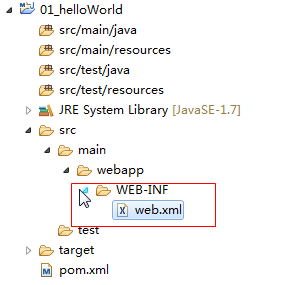 01_helloWorld
src/main/java
src/main/resources
src/test/java
src/test/resources
JRE System Library [JavaSE-1.7]
src
main
webapp
WEB-INF
web.xml
test
target
pom.xml